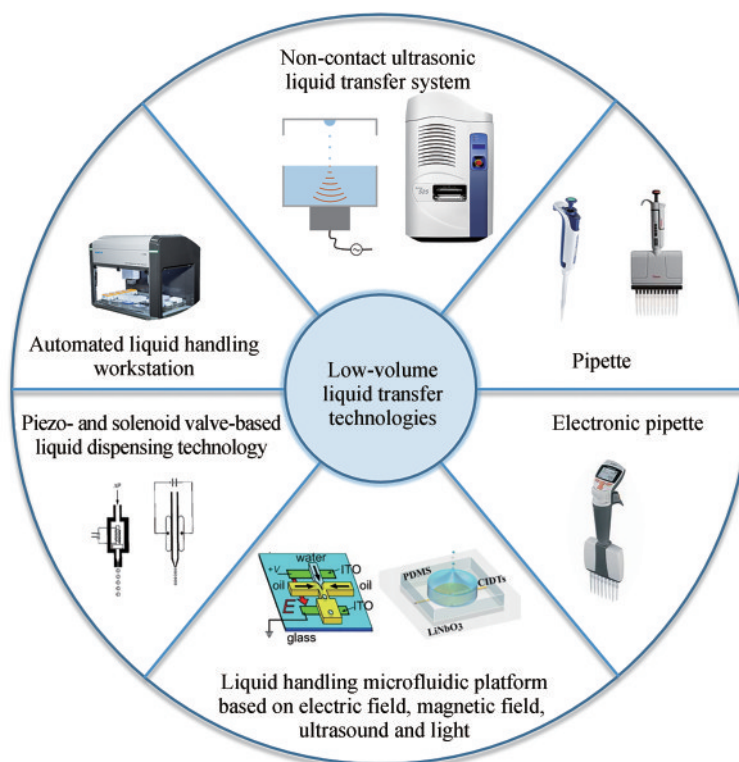 Non-contact ultrasonic
liquid transfer system
Automated liquid handling
workstation
Pipette
Low-volume
liquid transfer
technologies
Piezo- and solenoid valve-based
liquid dispensing technology
Electronic pipette
water
+V
ITO
oil
oil
E
ITO
glass
PDMS
CIDTs
LiNbO3
Liquid handling microfluidic platform
based on electric field, magnetic field,
ultrasound and light